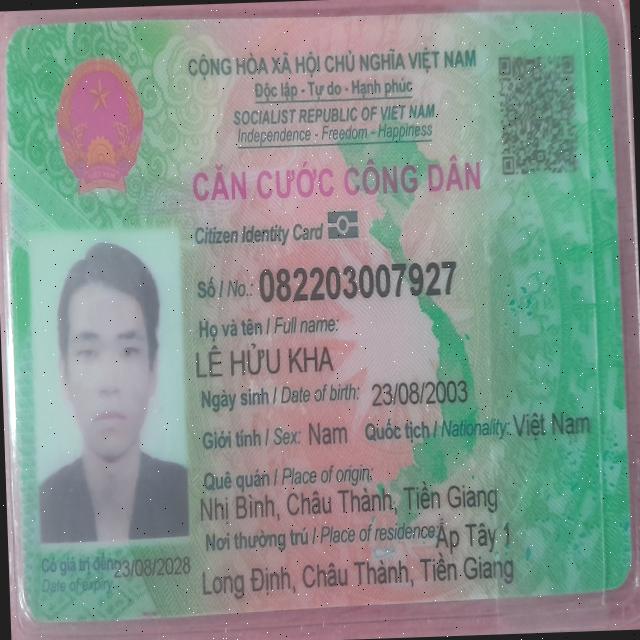 CỘNG HÒA XÃ HỘI CHỦ NGHĨA VIỆT NAM
Độc lập - Tự do - Hạnh phúc
SOCIALIST REPUBLIC OF VIET NAM
Independence - Freedom - Happiness
CĂN CƯỚC CÔNG DÂN
Citizen Identity Card
Số / No.: 082203007927
Họ và tên / Full name:
LÊ HỬU KHA
Ngày sinh / Date of birth: 23/08/2003
Giới tính / Sex: Nam Quốc tịch / Nationality: Việt Nam
Quê quán / Place of origin:
Nhị Bình, Châu Thành, Tiền Giang
Nơi thường trú / Place of residence: Ấp Tây 1
Long Định, Châu Thành, Tiền Giang
Có giá trị đến: 23/08/2028
Date of expiry: